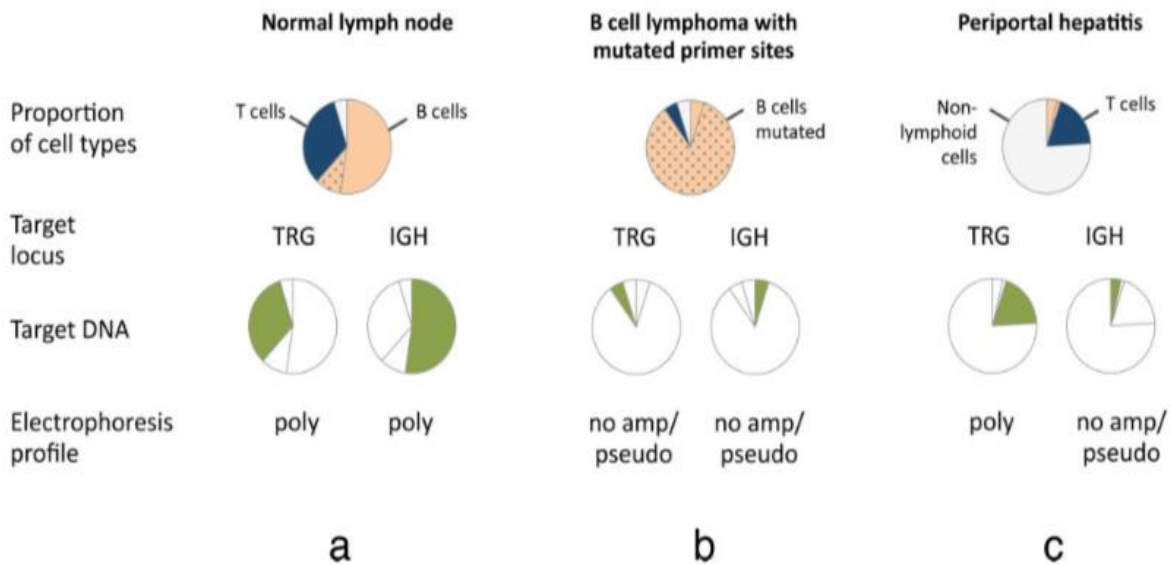 Normal lymph node
B cell lymphoma with
mutated primer sites
Periportal hepatitis
Proportion
of cell types
T cells
B cells
B cells
mutated
Non-
lymphoid
cells
T cells
Target
locus
TRG
IGH
TRG
IGH
TRG
IGH
Target DNA
Electrophoresis
profile
poly
poly
no amp/
pseudo
no amp/
pseudo
poly
no amp/
pseudo
a
b
c